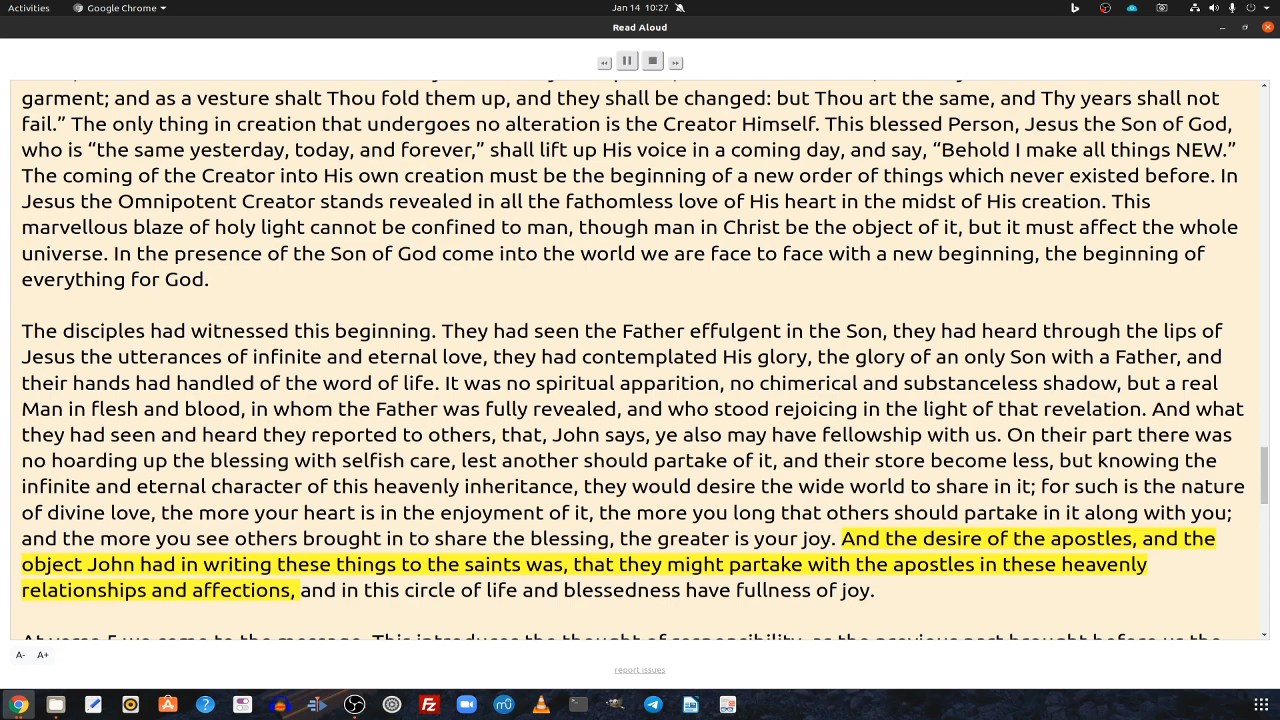 Activities
Google Chrome
Jan 14 10:27
Read Aloud
garment; and as a vesture shalt Thou fold them up, and they shall be changed: but Thou art the same, and Thy years shall not
fail.” The only thing in creation that undergoes no alteration is the Creator Himself. This blessed Person, Jesus the Son of God,
who is “the same yesterday, today, and forever,” shall lift up His voice in a coming day, and say, “Behold I make all things NEW.”
The coming of the Creator into His own creation must be the beginning of a new order of things which never existed before. In
Jesus the Omnipotent Creator stands revealed in all the fathomless love of His heart in the midst of His creation. This
marvellous blaze of holy light cannot be confined to man, though man in Christ be the object of it, but it must affect the whole
universe. In the presence of the Son of God come into the world we are face to face with a new beginning, the beginning of
everything for God.
The disciples had witnessed this beginning. They had seen the Father effulgent in the Son, they had heard through the lips of
Jesus the utterances of infinite and eternal love, they had contemplated His glory, the glory of an only Son with a Father, and
their hands had handled of the word of life. It was no spiritual apparition, no chimerical and substanceless shadow, but a real
Man in flesh and blood, in whom the Father was fully revealed, and who stood rejoicing in the light of that revelation. And what
they had seen and heard they reported to others, that, John says, ye also may have fellowship with us. On their part there was
no hoarding up the blessing with selfish care, lest another should partake of it, and their store become less, but knowing the
infinite and eternal character of this heavenly inheritance, they would desire the wide world to share in it; for such is the nature
of divine love, the more your heart is in the enjoyment of it, the more you long that others should partake in it along with you;
and the more you see others brought in to share the blessing, the greater is your joy. And the desire of the apostles, and the
object John had in writing these things to the saints was, that they might partake with the apostles in these heavenly
relationships and affections, and in this circle of life and blessedness have fullness of joy.
At verse 5 we come to the message. This introduces the thought of responsibility, as the previous part brought before us the
A- A+
report issues